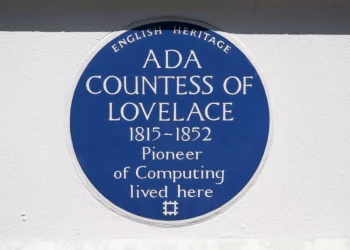 ENGLISH HERITAGE
ADA
COUNTESS OF
LOVELACE
1815~1852
Pioneer
of Computing
lived here